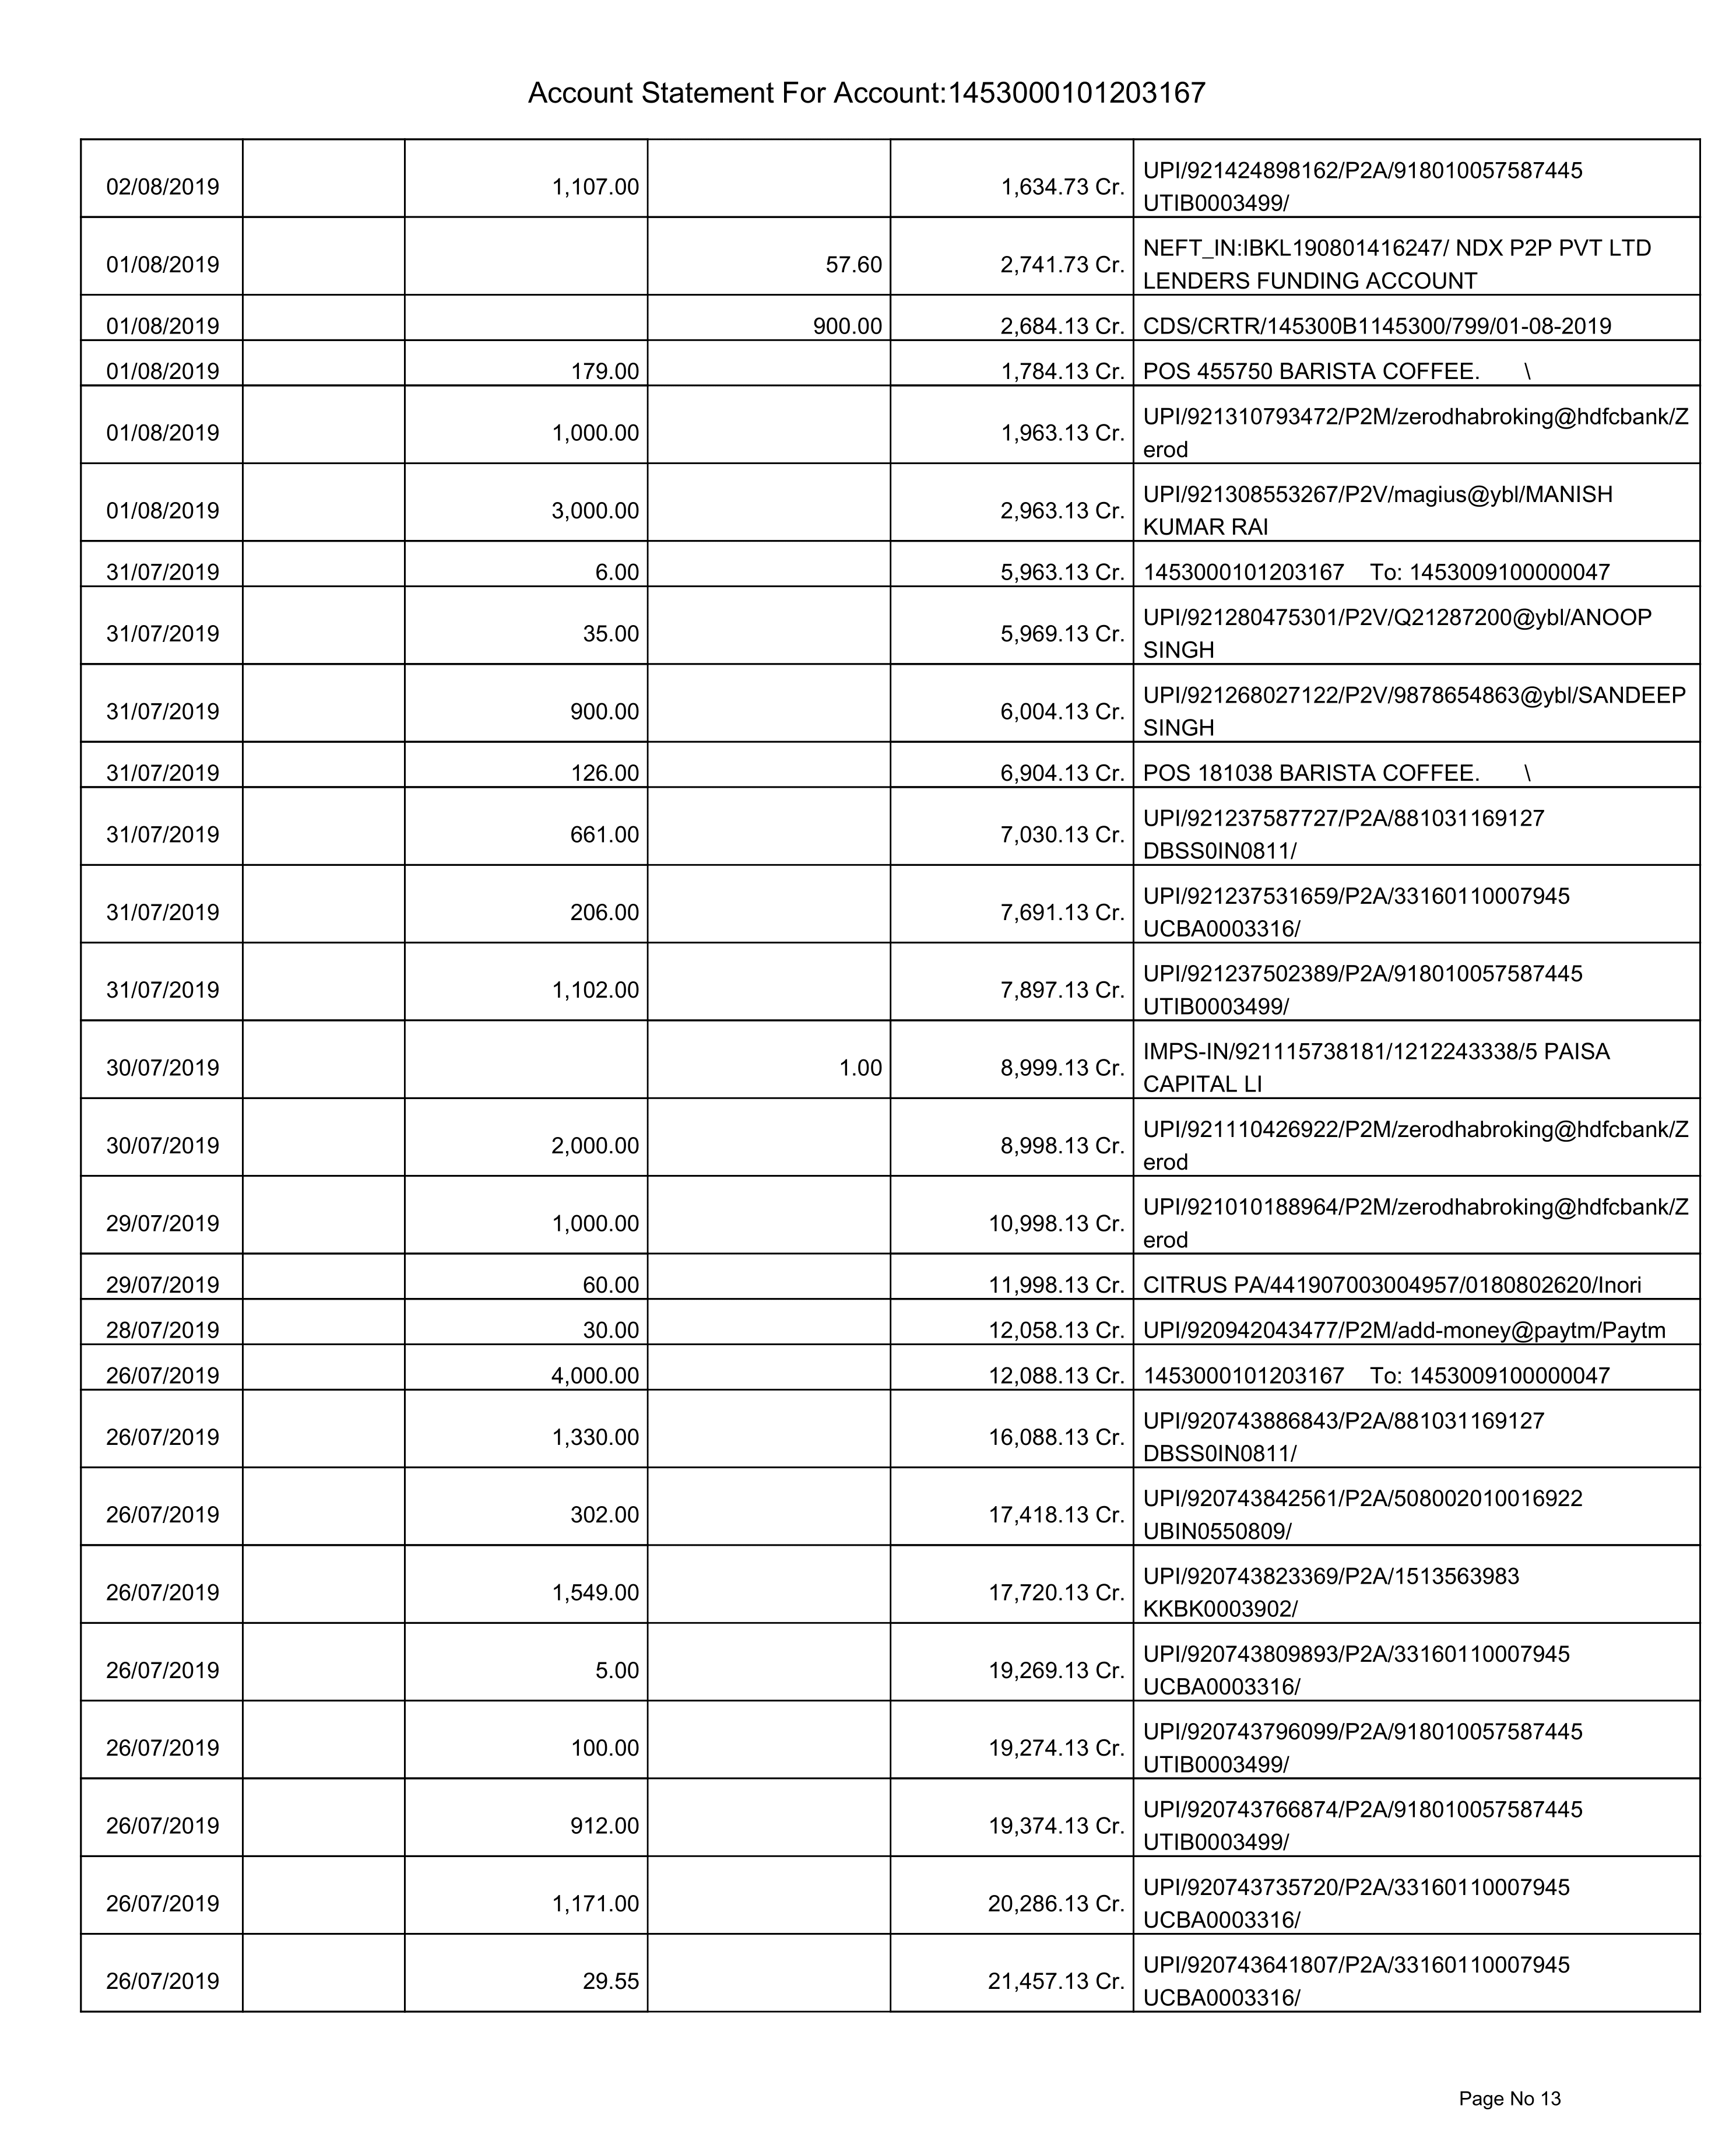 Account Statement For Account:1453000101203167
02/08/2019 1,107.00 1,634.73 Cr. UPI/921424898162/P2A/918010057587445
UTIB0003499/
01/08/2019 57.60 2,741.73 Cr. NEFT_IN:IBKL190801416247/ NDX P2P PVT LTD
LENDERS FUNDING ACCOUNT
01/08/2019 900.00 2,684.13 Cr. CDS/CRTR/145300B1145300/799/01-08-2019
01/08/2019 179.00 1,784.13 Cr. POS 455750 BARISTA COFFEE. \
01/08/2019 1,000.00 1,963.13 Cr. UPI/921310793472/P2M/zerodhabroking@hdfcbank/Z
erod
01/08/2019 3,000.00 2,963.13 Cr. UPI/921308553267/P2V/magius@ybl/MANISH
KUMAR RAI
31/07/2019 6.00 5,963.13 Cr. 1453000101203167 To: 1453009100000047
31/07/2019 35.00 5,969.13 Cr. UPI/921280475301/P2V/Q21287200@ybl/ANOOP
SINGH
31/07/2019 900.00 6,004.13 Cr. UPI/921268027122/P2V/9878654863@ybl/SANDEEP
SINGH
31/07/2019 126.00 6,904.13 Cr. POS 181038 BARISTA COFFEE. \
31/07/2019 661.00 7,030.13 Cr. UPI/921237587727/P2A/881031169127
DBSS0IN0811/
31/07/2019 206.00 7,691.13 Cr. UPI/921237531659/P2A/33160110007945
UCBA0003316/
31/07/2019 1,102.00 7,897.13 Cr. UPI/921237502389/P2A/918010057587445
UTIB0003499/
30/07/2019 1.00 8,999.13 Cr. IMPS-IN/921115738181/1212243338/5 PAISA
CAPITAL LI
30/07/2019 2,000.00 8,998.13 Cr. UPI/921110426922/P2M/zerodhabroking@hdfcbank/Z
erod
29/07/2019 1,000.00 10,998.13 Cr. UPI/921010188964/P2M/zerodhabroking@hdfcbank/Z
erod
29/07/2019 60.00 11,998.13 Cr. CITRUS PA/441907003004957/0180802620/Inori
28/07/2019 30.00 12,058.13 Cr. UPI/920942043477/P2M/add-money@paytm/Paytm
26/07/2019 4,000.00 12,088.13 Cr. 1453000101203167 To: 1453009100000047
26/07/2019 1,330.00 16,088.13 Cr. UPI/920743886843/P2A/881031169127
DBSS0IN0811/
26/07/2019 302.00 17,418.13 Cr. UPI/920743842561/P2A/508002010016922
UBIN0550809/
26/07/2019 1,549.00 17,720.13 Cr. UPI/920743823369/P2A/1513563983
KKBK0003902/
26/07/2019 5.00 19,269.13 Cr. UPI/920743809893/P2A/33160110007945
UCBA0003316/
26/07/2019 100.00 19,274.13 Cr. UPI/920743796099/P2A/918010057587445
UTIB0003499/
26/07/2019 912.00 19,374.13 Cr. UPI/920743766874/P2A/918010057587445
UTIB0003499/
26/07/2019 1,171.00 20,286.13 Cr. UPI/920743735720/P2A/33160110007945
UCBA0003316/
26/07/2019 29.55 21,457.13 Cr. UPI/920743641807/P2A/33160110007945
UCBA0003316/
Page No 13